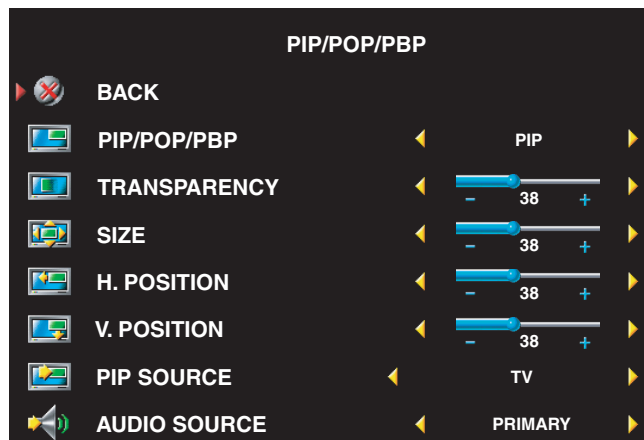 PIP/POP/PBP
BACK
PIP/POP/PBP PIP
TRANSPARENCY - 38 +
SIZE - 38 +
H. POSITION - 38 +
V. POSITION - 38 +
PIP SOURCE TV
AUDIO SOURCE PRIMARY